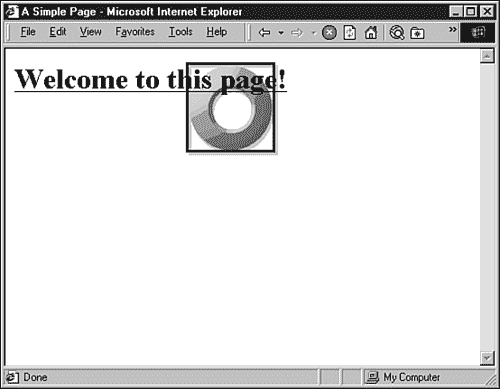 A Simple Page - Microsoft Internet Explorer
File Edit View Favorites Tools Help »
Welcome to this page!
Done My Computer